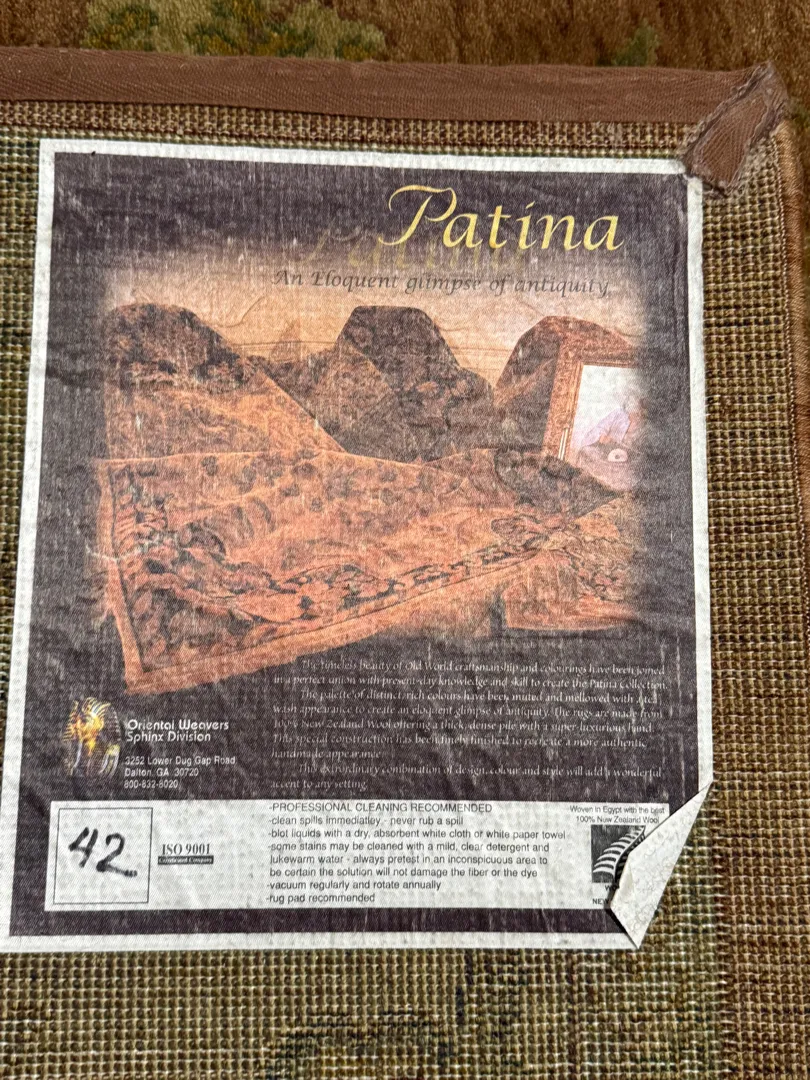 Patina
An Eloquent glimpse of antiquity
The timeless beauty of Old World craftsmanship and colourings have been joined
in a perfect union with present-day knowledge and skill to create the Patina Collection.
The palette of distinct rich colours have been muted and mellowed with a
wash appearance to create an eloquent glimpse of antiquity. The rugs are made from
100% New Zealand Wool offering a thick, dense pile with a super-luxurious hand.
This special construction has been finely finished to recreate a more authentic
handmade appearance.
This extrordinary combination of design, colour and style will add a wonderful
accent to any setting.
Oriental Weavers
Sphinx Division
3252 Lower Dug Gap Road
Dalton, GA 30720
800-832-8020
42
ISO 9001
Company
-PROFESSIONAL CLEANING RECOMMENDED
-clean spills immediatley - never rub a spill
-blot liquids with a dry, absorbent white cloth or white paper towel
-some stains may be cleaned with a mild, clear detergent and
lukewarm water - always pretest in an inconspicuous area to
be certain the solution will not damage the fiber or the dye
-vacuum regularly and rotate annually
-rug pad recommended
Woven in Egypt with the best
100% New Zealand Wool
W
NEW